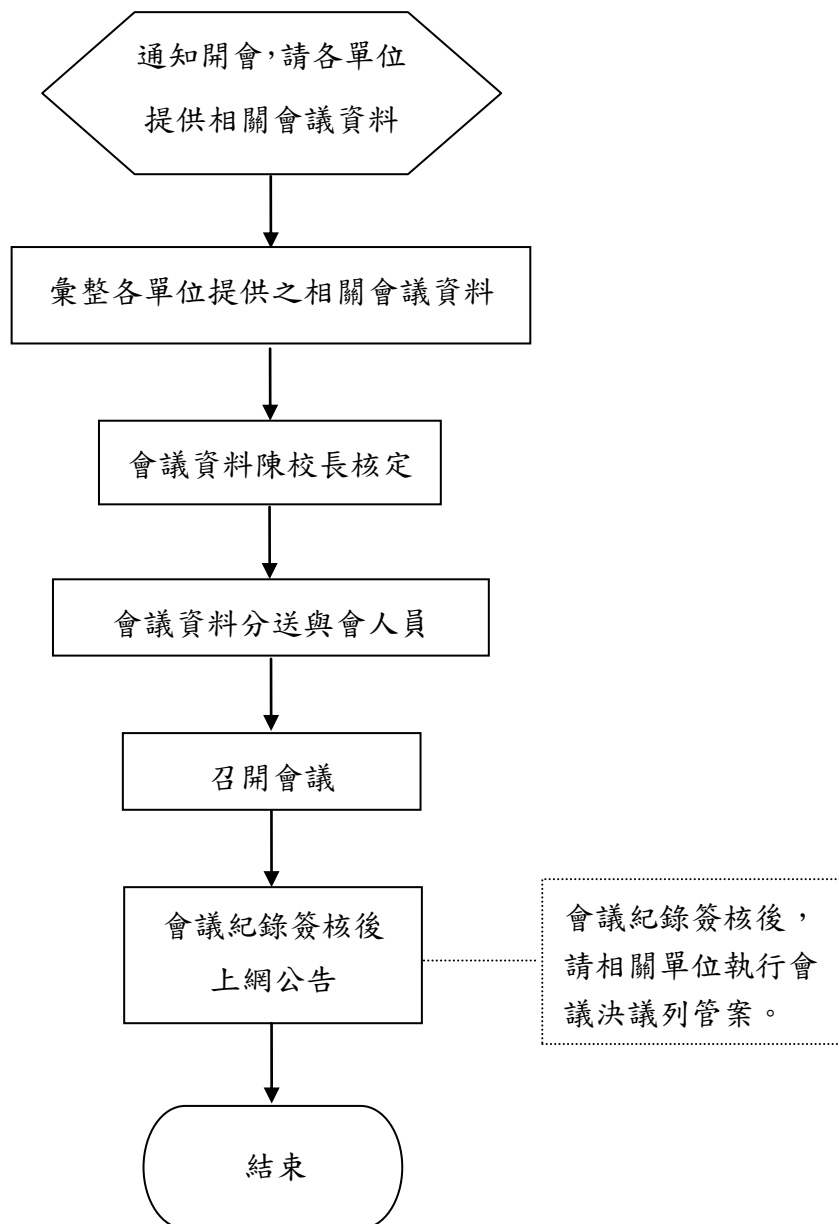 通知開會，請各單位
提供相關會議資料
彙整各單位提供之相關會議資料
會議資料陳校長核定
會議資料分送與會人員
召開會議
會議紀錄簽核後
上網公告
會議紀錄簽核後，
請相關單位執行會
議決議列管案。
結束